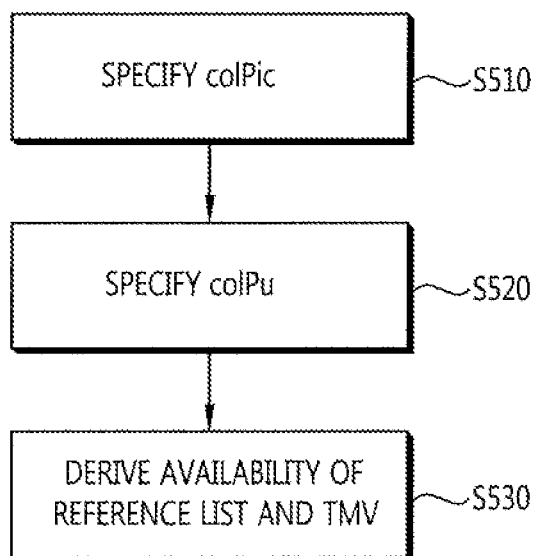 SPECIFY colPic
S510
SPECIFY colPu
S520
DERIVE AVAILABILITY OF
REFERENCE LIST AND TMV
S530